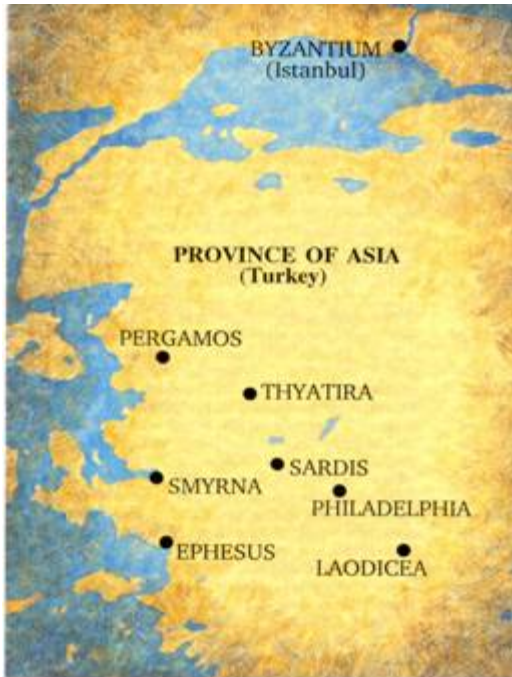 BYZANTIUM
(Istanbul)
PROVINCE OF ASIA
(Turkey)
PERGAMOS
THYATIRA
SARDIS
SMYRNA
PHILADELPHIA
EPHESUS
LAODICEA